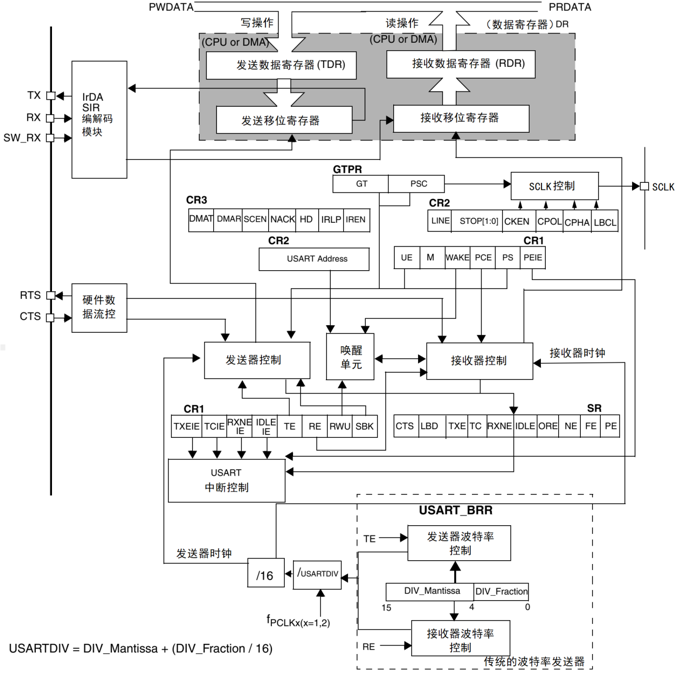 PWDATA
PRDATA
写操作
读操作
（数据寄存器）DR
(CPU or DMA)
(CPU or DMA)
发送数据寄存器 (TDR)
接收数据寄存器 (RDR)
TX
RX
SW_RX
IrDA
SIR
编解码
模块
发送移位寄存器
接收移位寄存器
GTPR
GT
PSC
SCLK 控制
SCLK
CR3
DMAT
DMAR
SCEN
NACK
HD
IRLP
IREN
CR2
LINE
STOP[1:0]
CKEN
CPOL
CPHA
LBCL
CR2
USART Address
CR1
UE
M
WAKE
PCE
PS
PEIE
RTS
CTS
硬件数
据流控
发送器控制
唤醒
单元
接收器控制
接收器时钟
CR1
TXEIE
TCIE
RXNE
IE
IDLE
IE
TE
RE
RWU
SBK
SR
CTS
LBD
TXE
TC
RXNE
IDLE
ORE
NE
FE
PE
USART
中断控制
USART_BRR
TE
发送器波特率
控制
发送器时钟
/16
/USARTDIV
DIV_Mantissa
DIV_Fraction
15
4
0
fPCLKx(x=1,2)
RE
接收器波特率
控制
传统的波特率发送器
USARTDIV = DIV_Mantissa + (DIV_Fraction / 16)